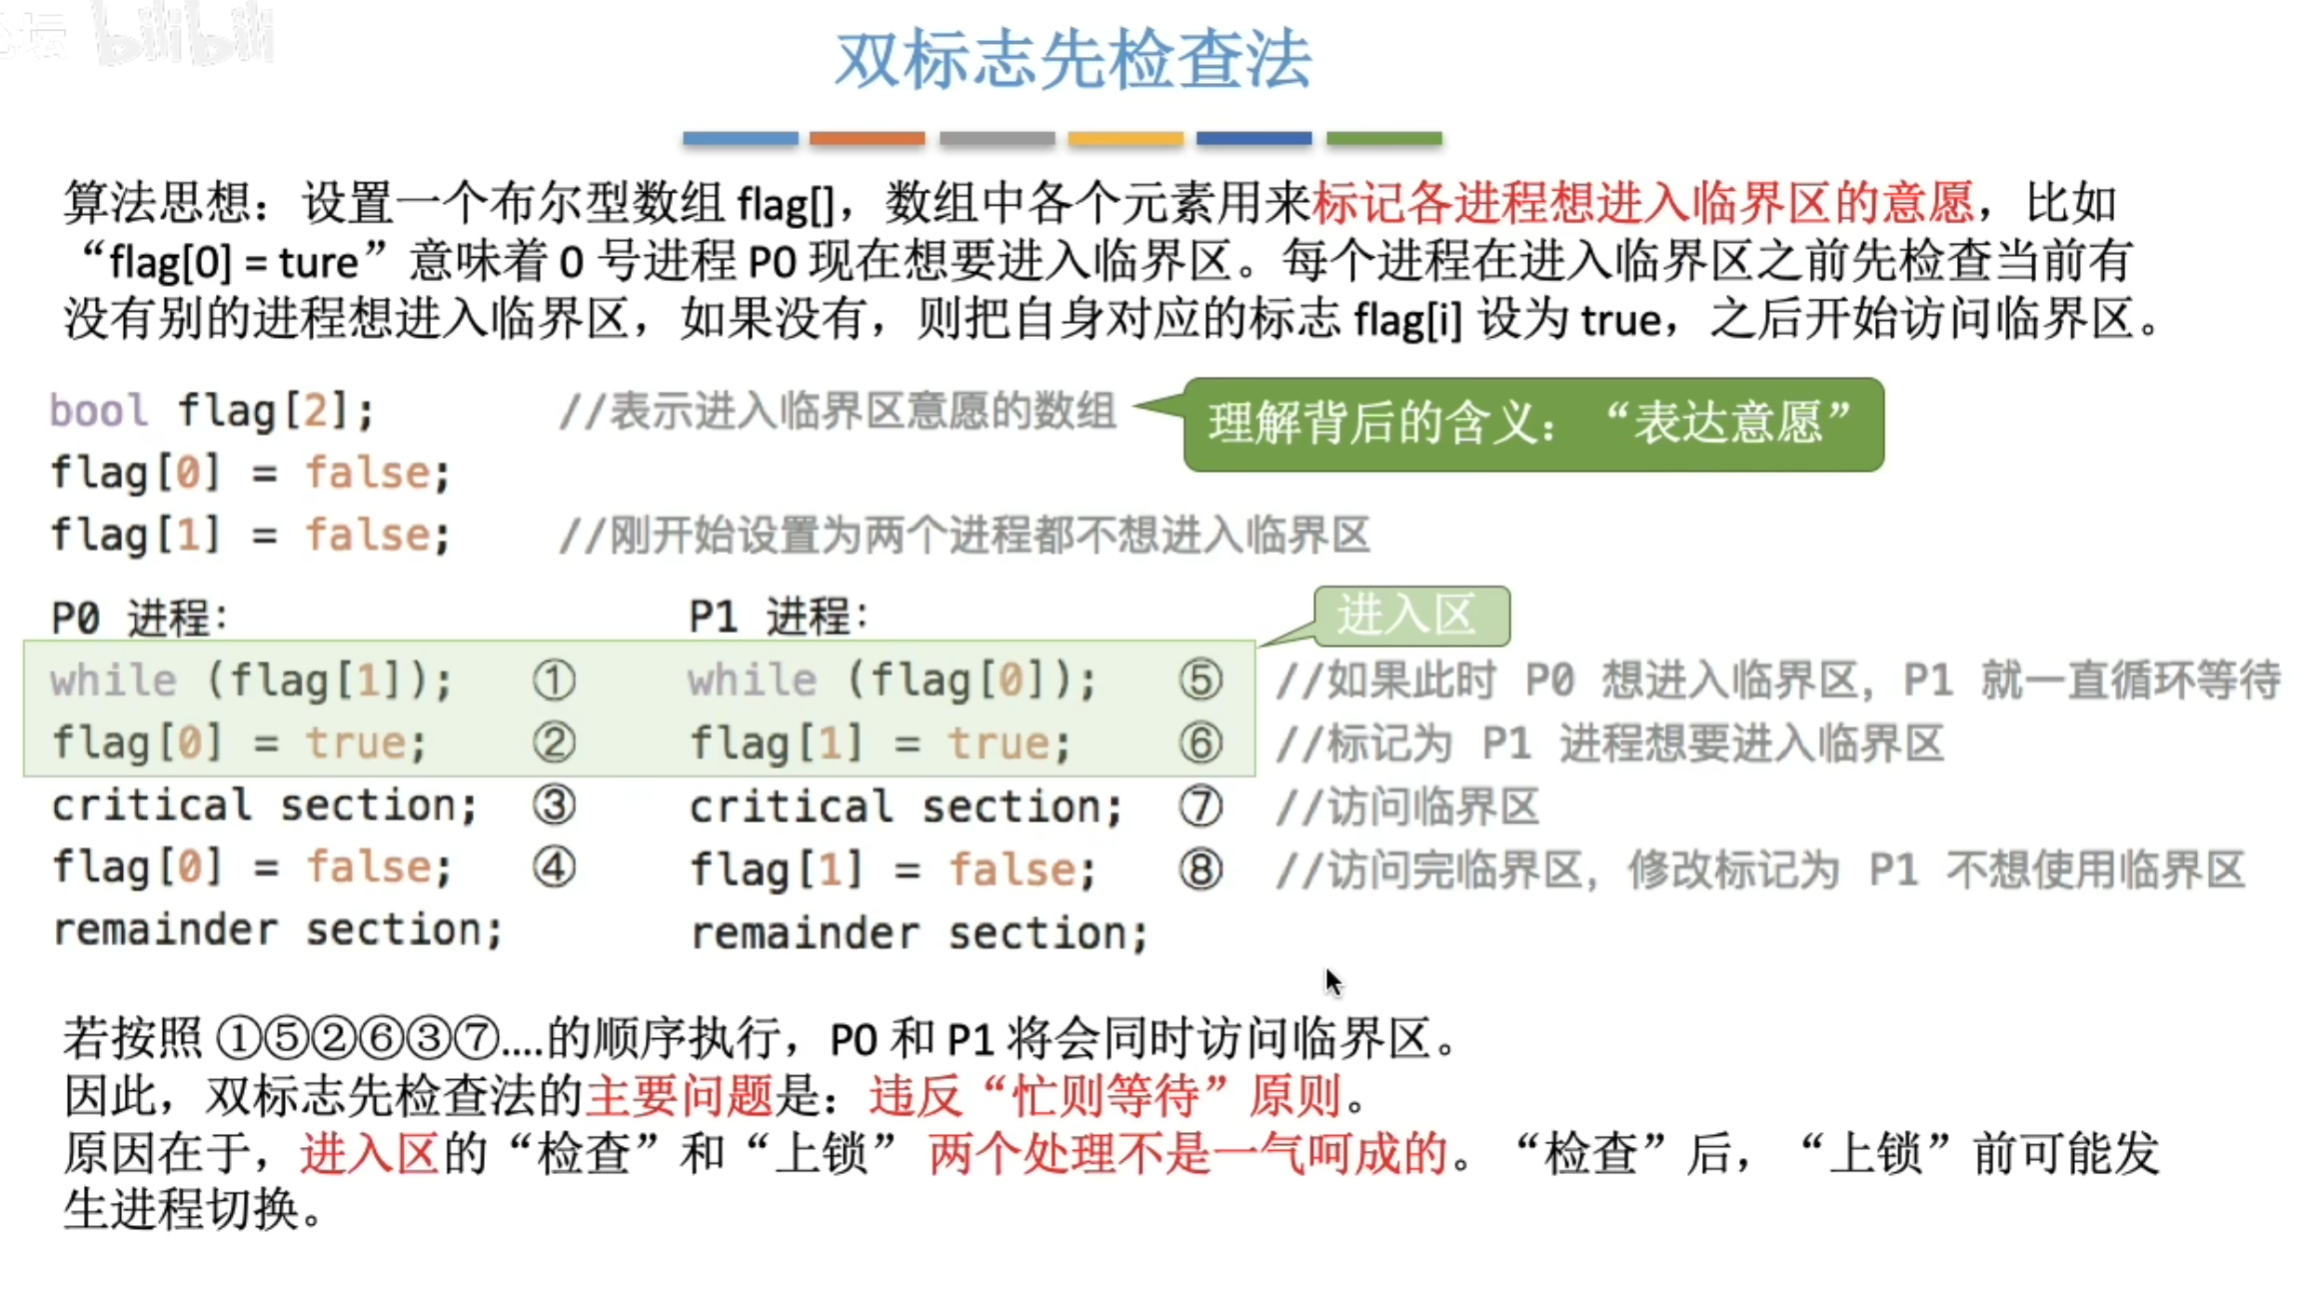 坛 bilibili
双标志先检查法
算法思想：设置一个布尔型数组 flag[]，数组中各个元素用来标记各进程想进入临界区的意愿，比如
“flag[0] = ture”意味着 0 号进程 P0 现在想要进入临界区。每个进程在进入临界区之前先检查当前有
没有别的进程想进入临界区，如果没有，则把自身对应的标志 flag[i] 设为 true，之后开始访问临界区。
bool flag[2]; //表示进入临界区意愿的数组
理解背后的含义：“表达意愿”
flag[0] = false;
flag[1] = false; //刚开始设置为两个进程都不想进入临界区
P0 进程： P1 进程：
进入区
while (flag[1]); ① while (flag[0]); ⑤ //如果此时 P0 想进入临界区，P1 就一直循环等待
flag[0] = true; ② flag[1] = true; ⑥ //标记为 P1 进程想要进入临界区
critical section; ③ critical section; ⑦ //访问临界区
flag[0] = false; ④ flag[1] = false; ⑧ //访问完临界区，修改标记为 P1 不想使用临界区
remainder section; remainder section;
若按照 ①⑤②⑥③⑦....的顺序执行，P0 和 P1 将会同时访问临界区。
因此，双标志先检查法的主要问题是：违反“忙则等待”原则。
原因在于，进入区的“检查”和“上锁” 两个处理不是一气呵成的。“检查”后，“上锁”前可能发
生进程切换。